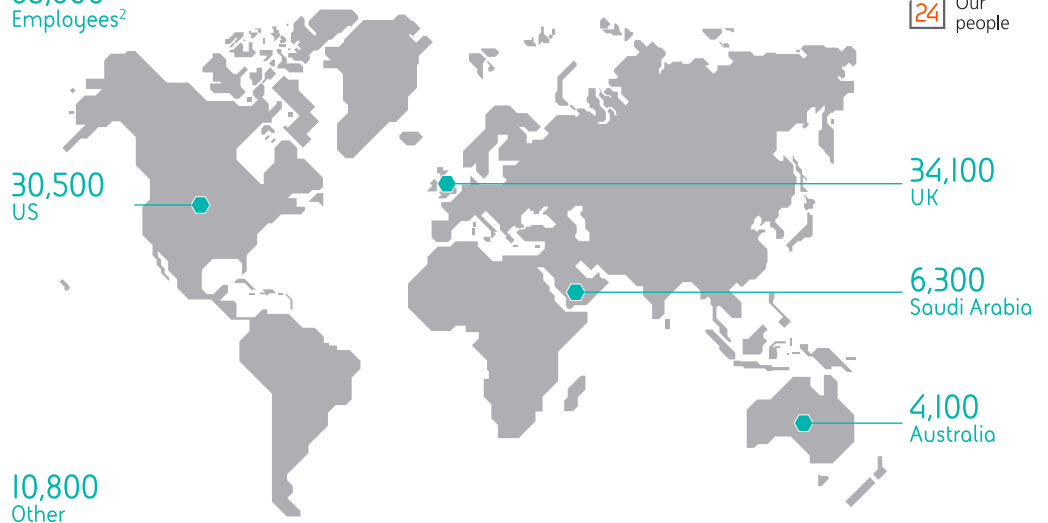 Employees²
24
Our
people
30,500
US
34,100
UK
6,300
Saudi Arabia
4,100
Australia
10,800
Other